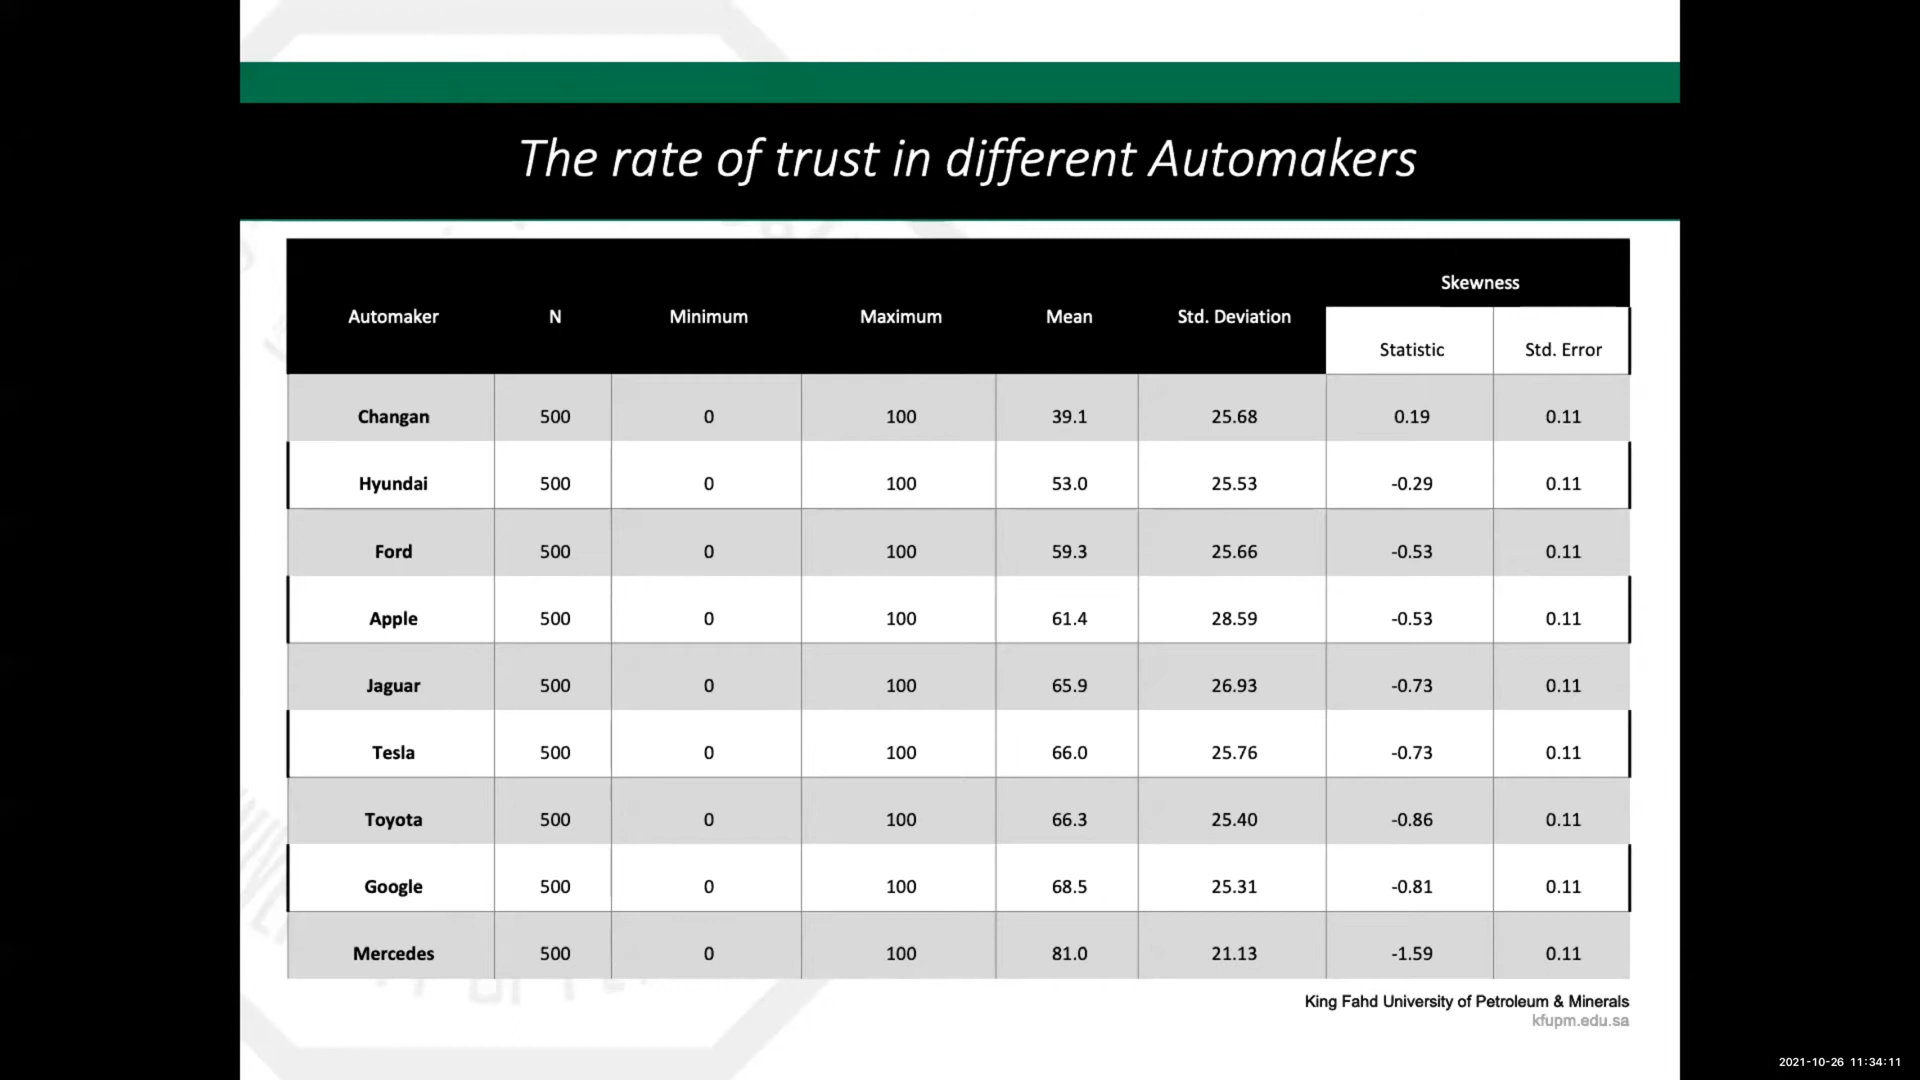 The rate of trust in different Automakers
Automaker N Minimum Maximum Mean Std. Deviation Skewness
Statistic Std. Error
Changan 500 0 100 39.1 25.68 0.19 0.11
Hyundai 500 0 100 53.0 25.53 -0.29 0.11
Ford 500 0 100 59.3 25.66 -0.53 0.11
Apple 500 0 100 61.4 28.59 -0.53 0.11
Jaguar 500 0 100 65.9 26.93 -0.73 0.11
Tesla 500 0 100 66.0 25.76 -0.73 0.11
Toyota 500 0 100 66.3 25.40 -0.86 0.11
Google 500 0 100 68.5 25.31 -0.81 0.11
Mercedes 500 0 100 81.0 21.13 -1.59 0.11
King Fahd University of Petroleum & Minerals
kfupm.edu.sa
2021-10-26 11:34:11